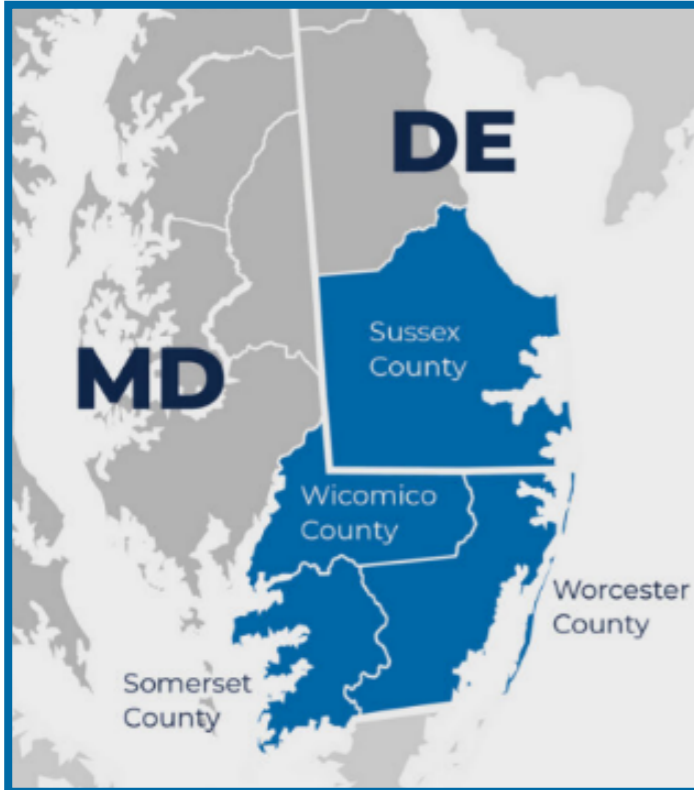 DE
Sussex
County
MD
Wicomico
County
Worcester
County
Somerset
County